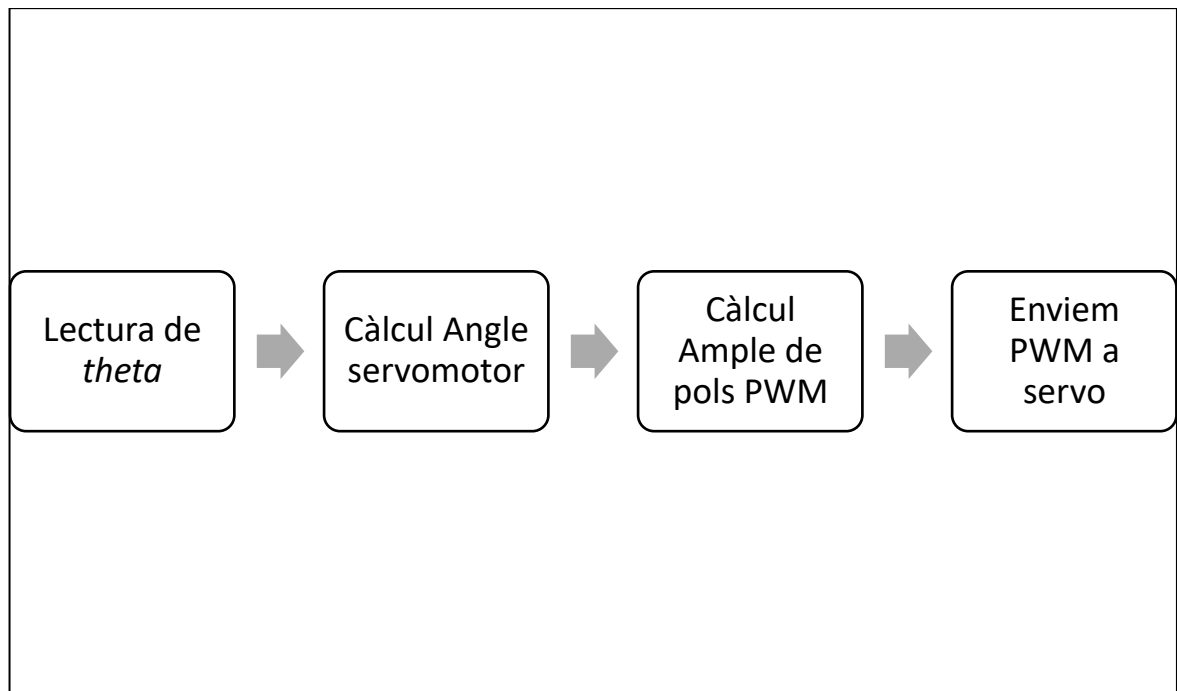 Lectura de
theta
Càlcul Angle
servomotor
Càlcul
Ample de
pols PWM
Enviem
PWM a
servo